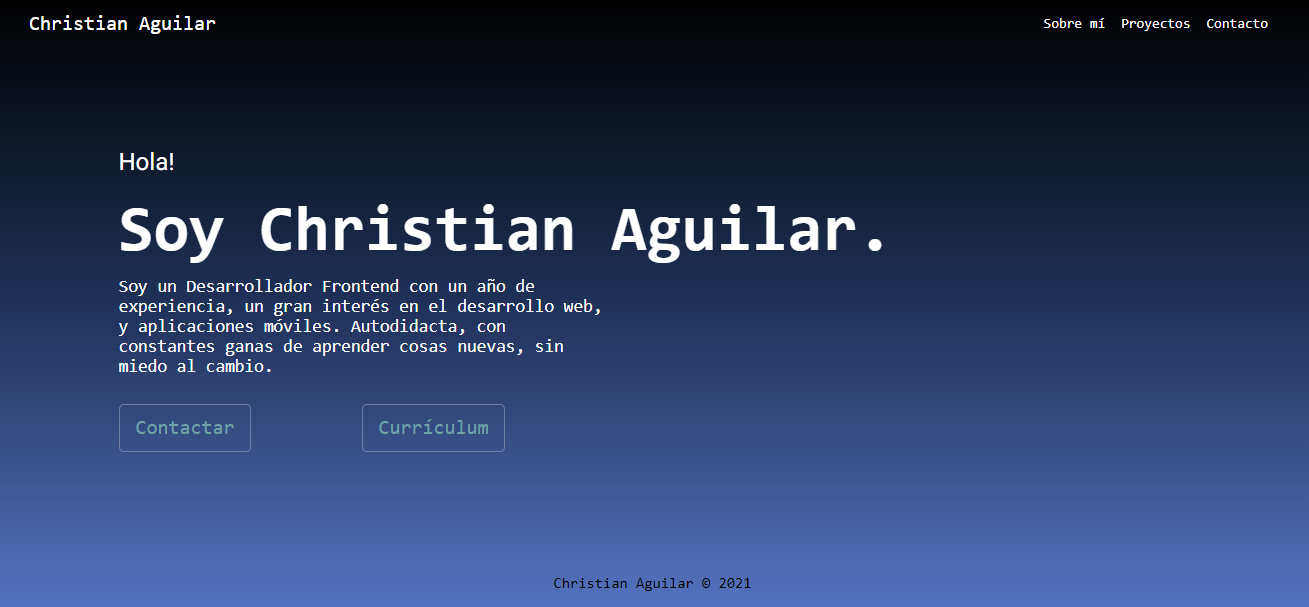 Christian Aguilar
Sobre mí Proyectos Contacto
Hola!
Soy Christian Aguilar.
Soy un Desarrollador Frontend con un año de
experiencia, un gran interés en el desarrollo web,
y aplicaciones móviles. Autodidacta, con
constantes ganas de aprender cosas nuevas, sin
miedo al cambio.
Contactar Currículum
Christian Aguilar © 2021